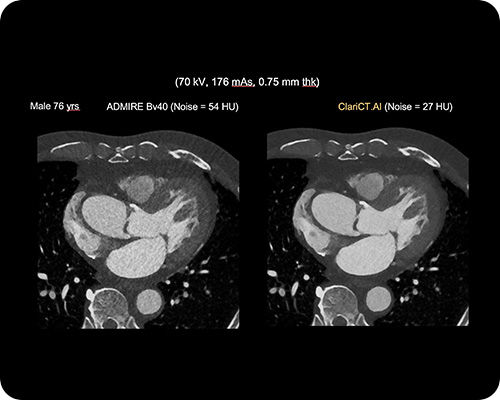 (70 kV, 176 mAs, 0.75 mm thk)
Male 76 yrs ADMIRE Bv40 (Noise = 54 HU) ClariCT.AI (Noise = 27 HU)